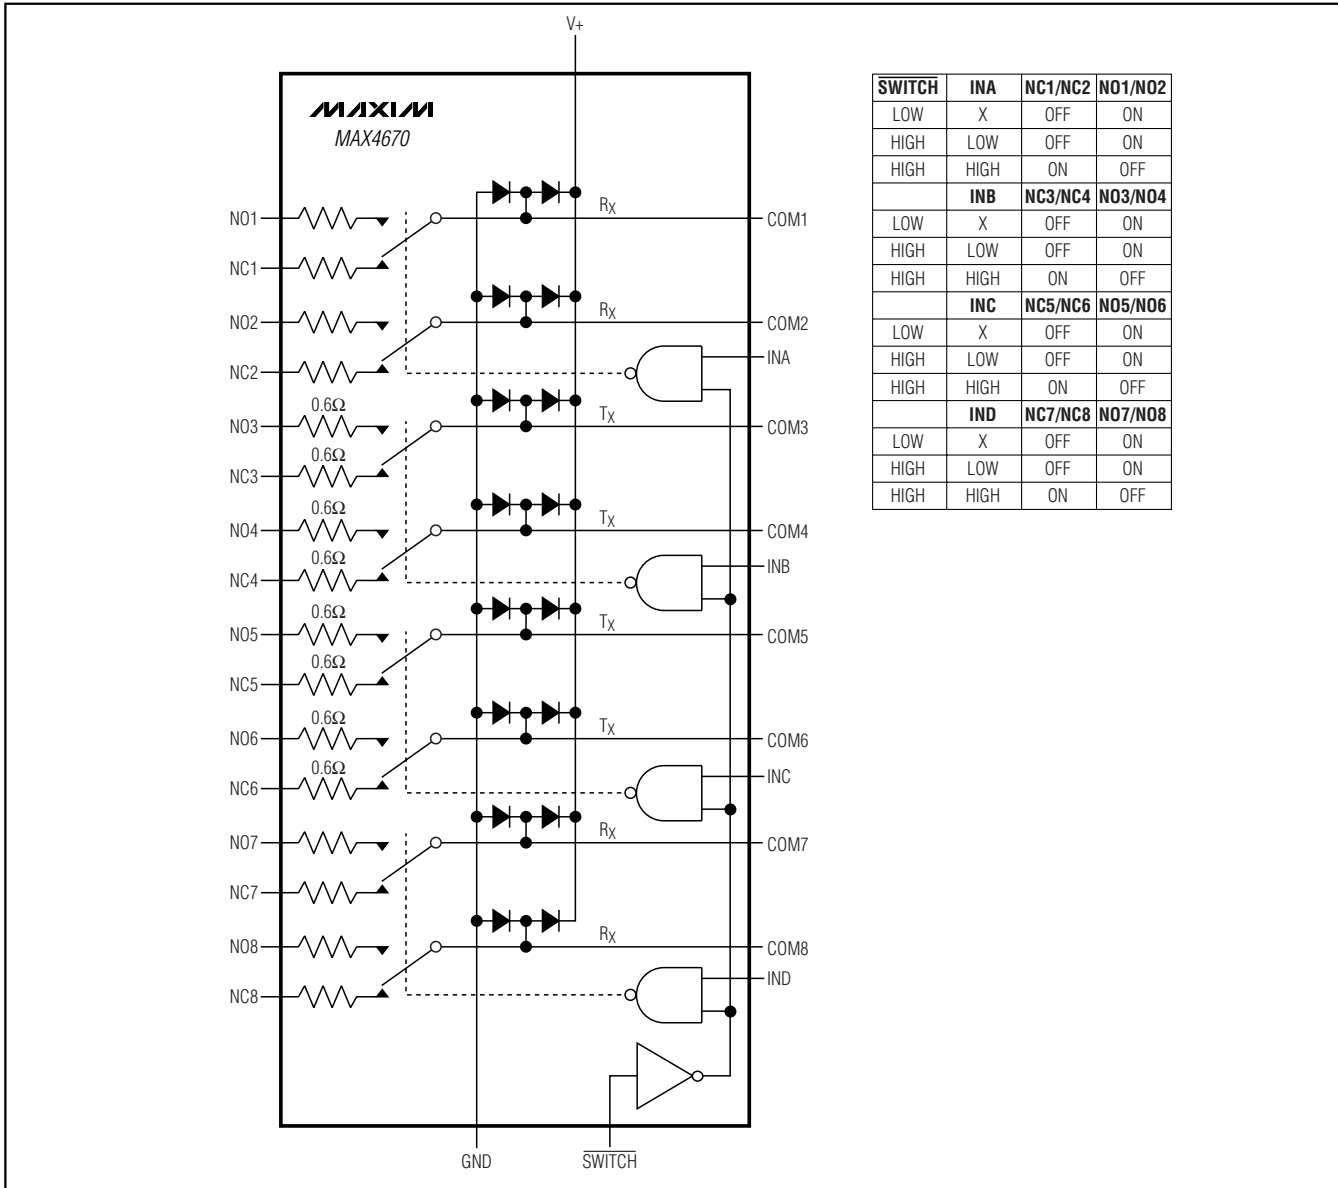 V+
MAXIM
MAX4670
NO1
RX
COM1
NC1
NO2
RX
COM2
INA
NC2
0.6Ω
NO3
TX
COM3
0.6Ω
NC3
0.6Ω
NO4
TX
COM4
0.6Ω
INB
NC4
0.6Ω
NO5
TX
COM5
0.6Ω
NC5
0.6Ω
NO6
TX
COM6
0.6Ω
INC
NC6
NO7
RX
COM7
NC7
NO8
RX
COM8
IND
NC8
GND
SWITCH
SWITCH INA NC1/NC2 NO1/NO2
LOW X OFF ON
HIGH LOW OFF ON
HIGH HIGH ON OFF
INB NC3/NC4 NO3/NO4
LOW X OFF ON
HIGH LOW OFF ON
HIGH HIGH ON OFF
INC NC5/NC6 NO5/NO6
LOW X OFF ON
HIGH LOW OFF ON
HIGH HIGH ON OFF
IND NC7/NC8 NO7/NO8
LOW X OFF ON
HIGH LOW OFF ON
HIGH HIGH ON OFF